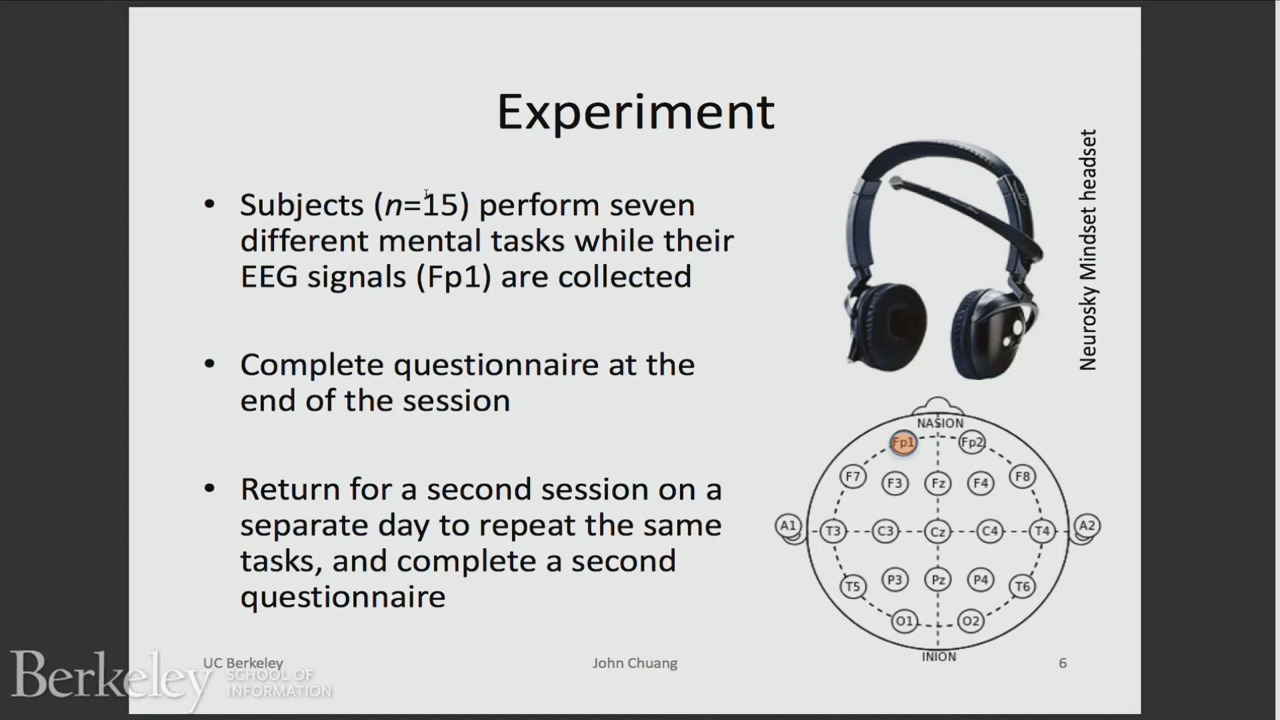 Experiment
• Subjects (n=15) perform seven
different mental tasks while their
EEG signals (Fp1) are collected
• Complete questionnaire at the
end of the session
• Return for a second session on a
separate day to repeat the same
tasks, and complete a second
questionnaire
Neurosky Mindset headset
NASION
Fp1 Fp2
F7 F3 Fz F4 F8
A1 T3 C3 Cz C4 T4 A2
T5 P3 Pz P4 T6
O1 O2
INION
UC Berkeley John Chuang 6
Berkeley SCHOOL OF
INFORMATION